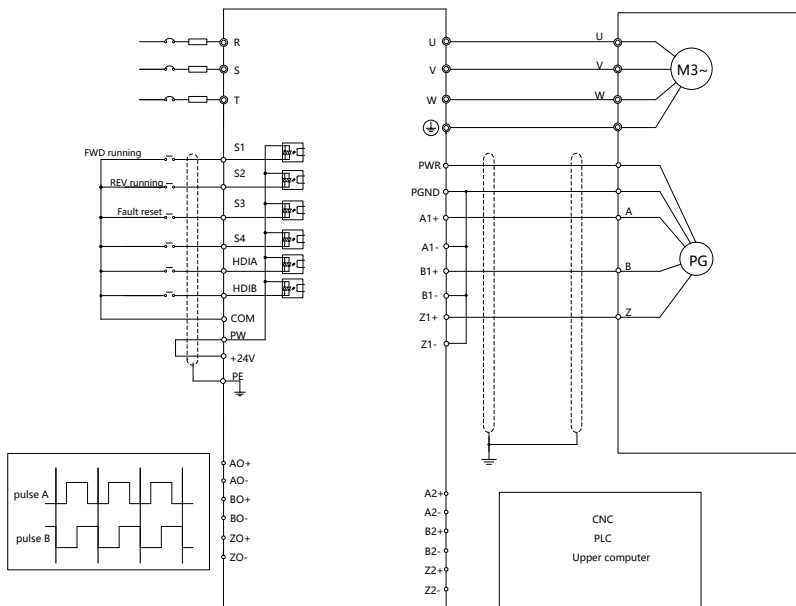 R
S
T
FWD running
REV running
Fault reset
S1
S2
S3
S4
HDIA
HDIB
COM
PW
+24V
PE
U
V
W
PWR
PGND
A1+
A1-
B1+
B1-
Z1+
Z1-
U
V
W
M3~
A
B
Z
PG
pulse A
pulse B
AO+
AO-
BO+
BO-
ZO+
ZO-
A2+
A2-
B2+
B2-
Z2+
Z2-
CNC
PLC
Upper computer